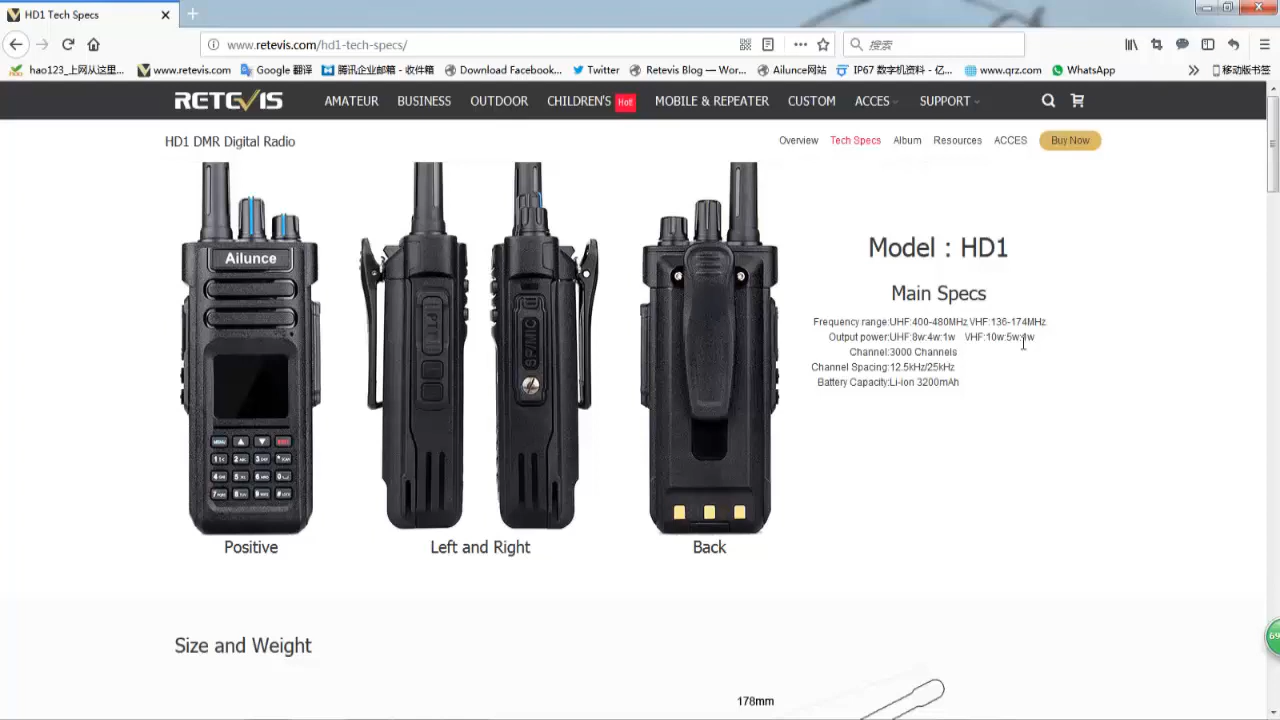 HD1 Tech Specs
www.retevis.com/hd1-tech-specs/
搜索
hao123_上网从这里...
www.retevis.com
Google 翻译
腾讯企业邮箱 - 收件箱
Download Facebook...
Twitter
Retevis Blog — Wor...
Ailunce网站
IP67 数字机资料 - 亿...
www.qrz.com
WhatsApp
移动版书签
RETEVIS
AMATEUR
BUSINESS
OUTDOOR
CHILDREN'S
Hot!
MOBILE & REPEATER
CUSTOM
ACCES
SUPPORT
HD1 DMR Digital Radio
Overview
Tech Specs
Album
Resources
ACCES
Buy Now
Ailunce
PTT
SP/MIC
MENU
Model : HD1
Main Specs
Frequency range:UHF:400-480MHz VHF:136-174MHz
Output power:UHF:8w:4w:1w VHF:10w:5w:1w
Channel:3000 Channels
Channel Spacing:12.5kHz/25kHz
Battery Capacity:Li-ion 3200mAh
Positive
Left and Right
Back
69
Size and Weight
178mm